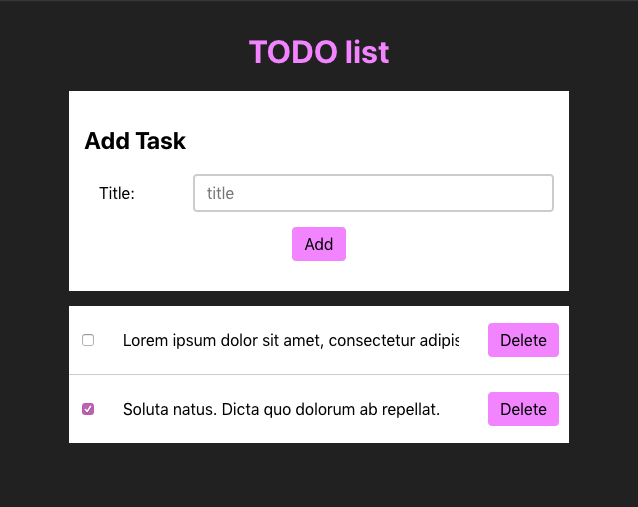 TODO list
Add Task
Title:
title
Add
Lorem ipsum dolor sit amet, consectetur adipis
Delete
Soluta natus. Dicta quo dolorum ab repellat.
Delete